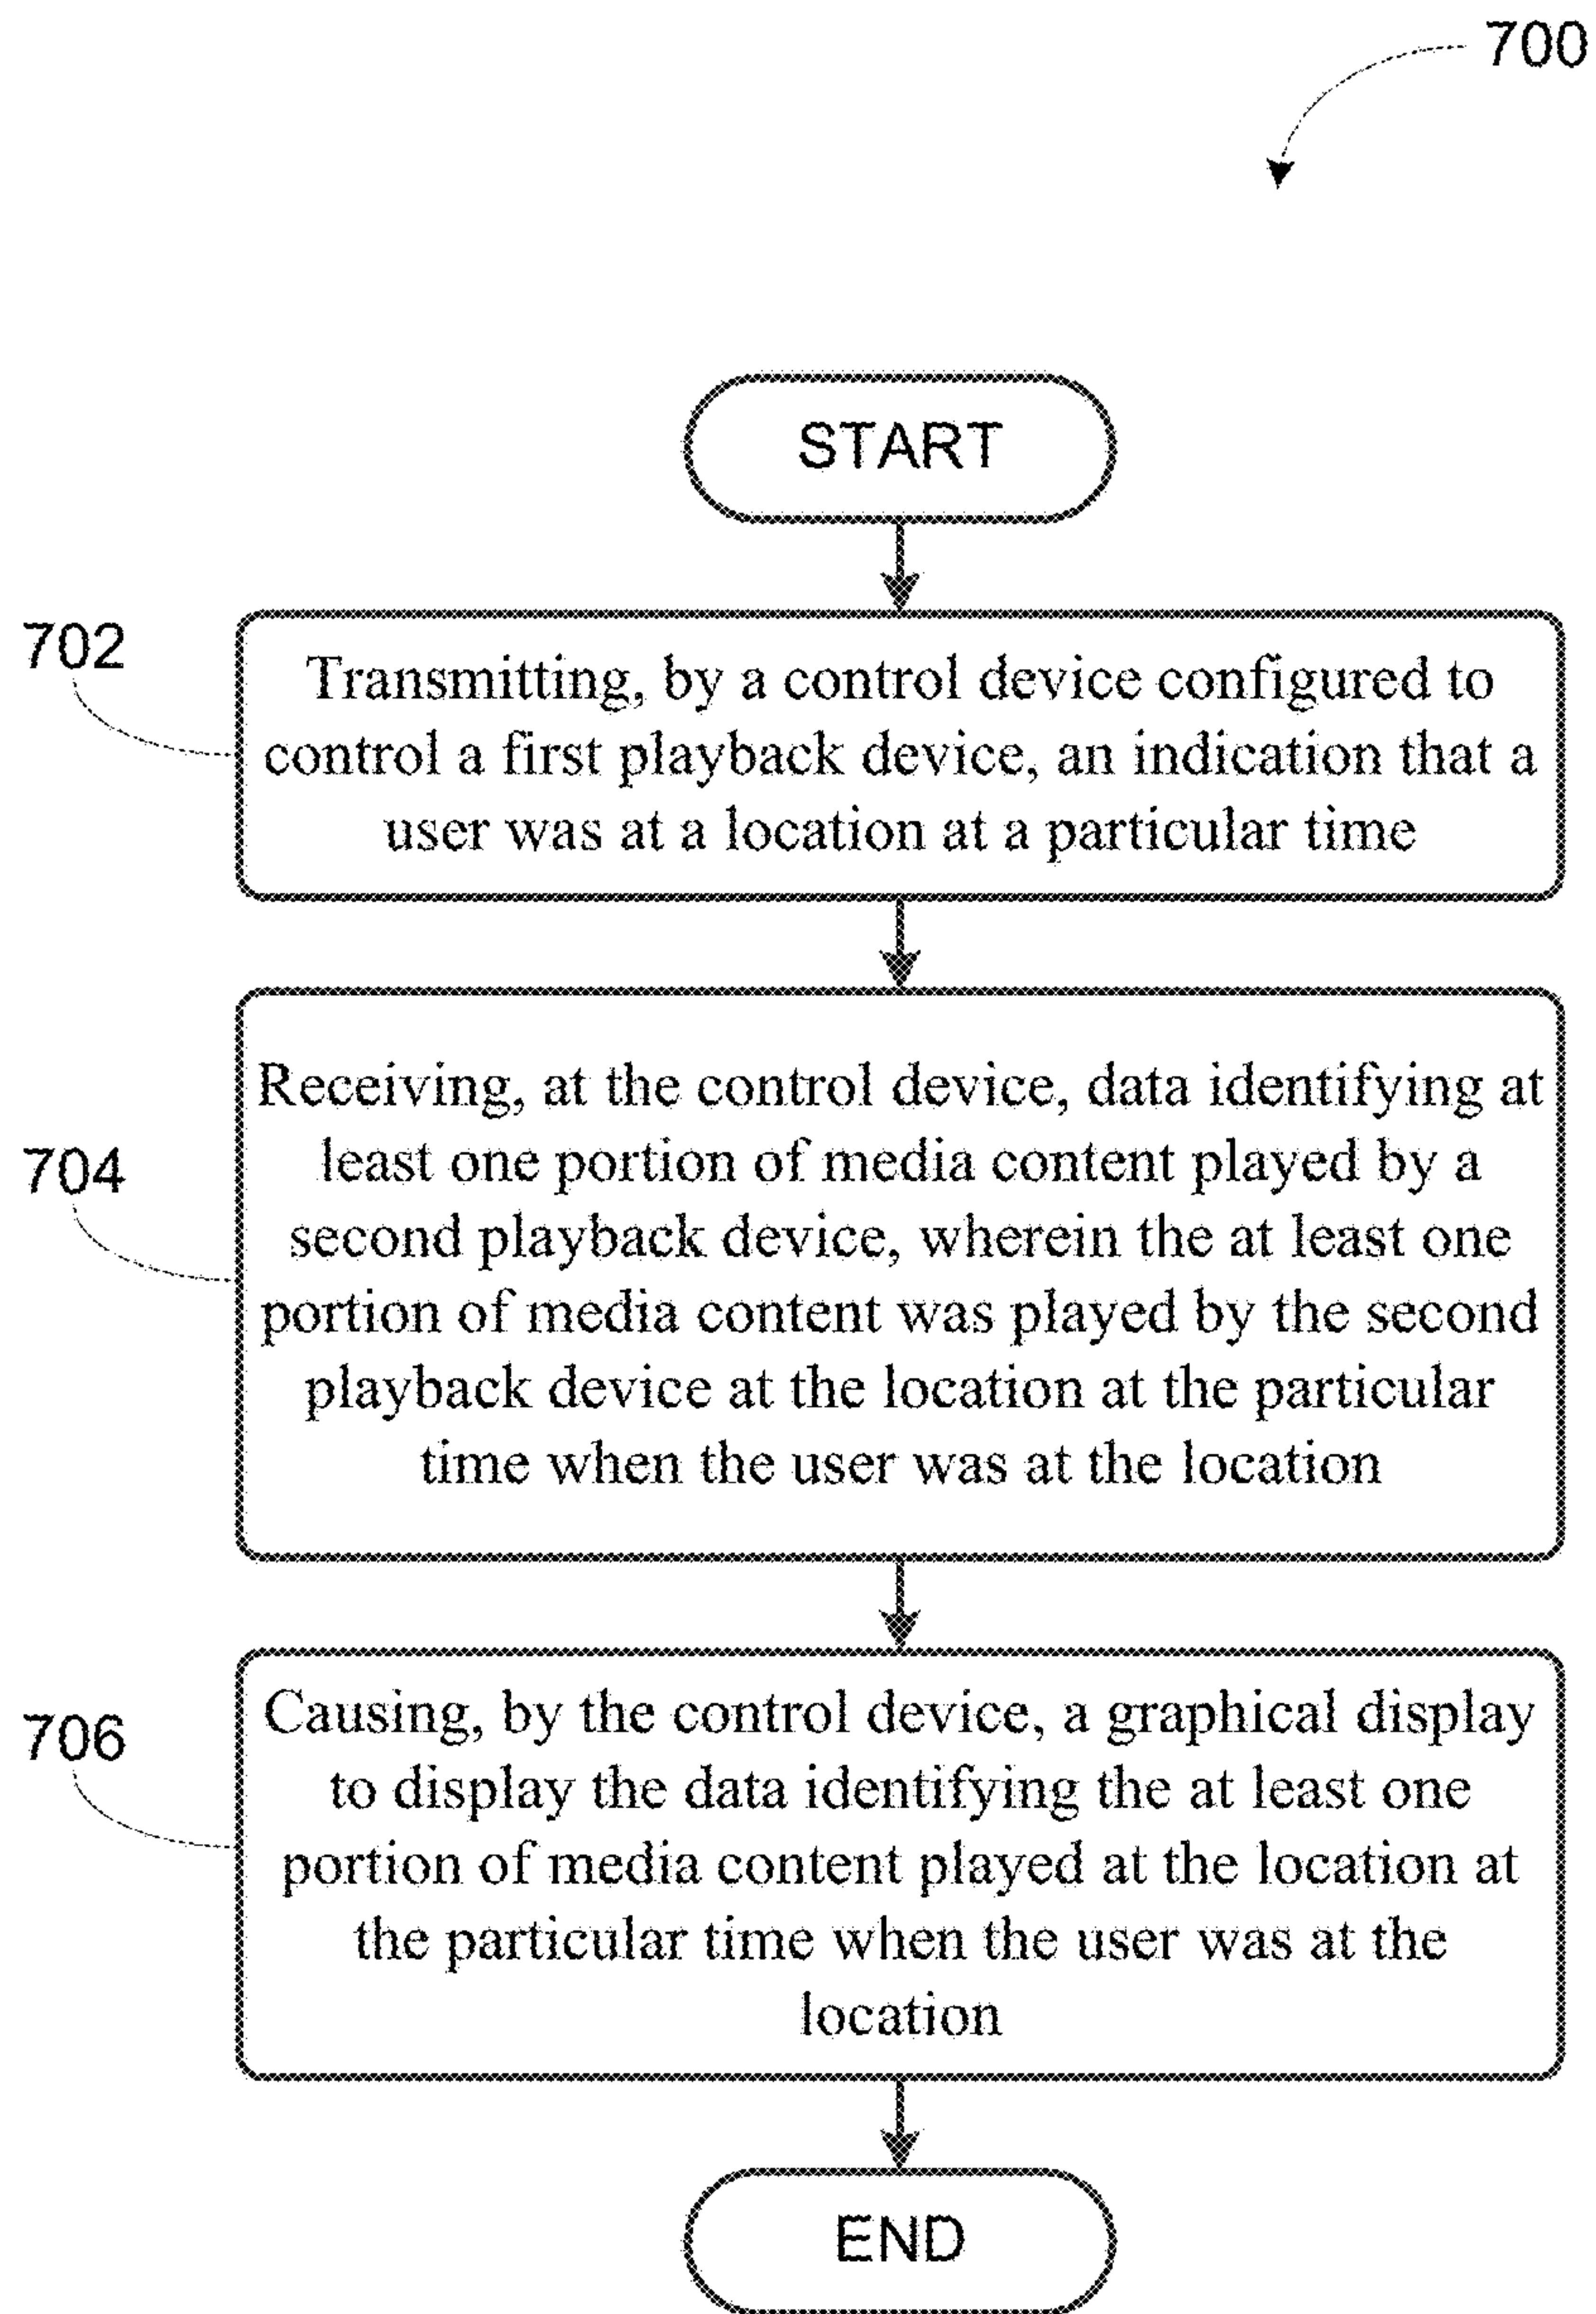 700
START
702
Transmitting, by a control device configured to
control a first playback device, an indication that a
user was at a location at a particular time
704
Receiving, at the control device, data identifying at
least one portion of media content played by a
second playback device, wherein the at least one
portion of media content was played by the second
playback device at the location at the particular
time when the user was at the location
706
Causing, by the control device, a graphical display
to display the data identifying the at least one
portion of media content played at the location at
the particular time when the user was at the
location
END